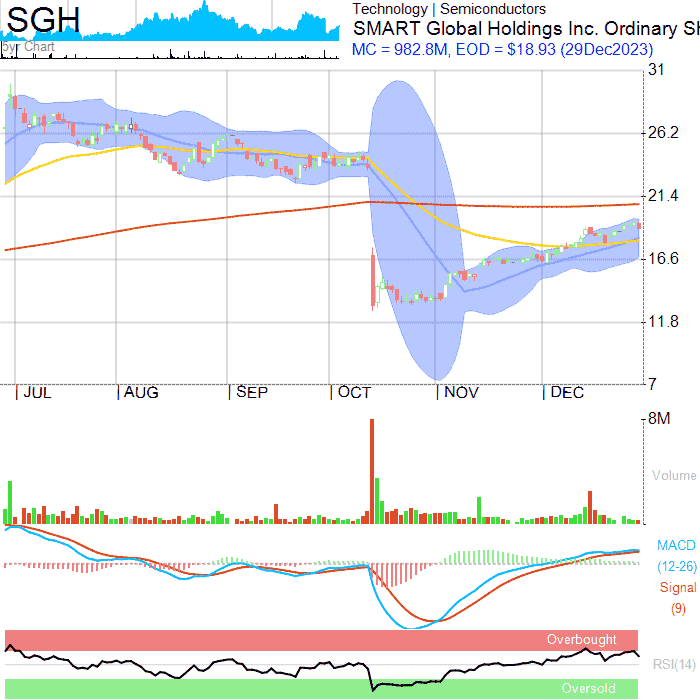 SGH
5yr Chart
Technology | Semiconductors
SMART Global Holdings Inc. Ordinary Sh
MC = 982.8M, EOD = $18.93 (29Dec2023)
31
26.2
21.4
16.6
11.8
7
JUL AUG SEP OCT NOV DEC
8M
Volume
MACD
(12-26)
Signal
(9)
Overbought
RSI(14)
Oversold